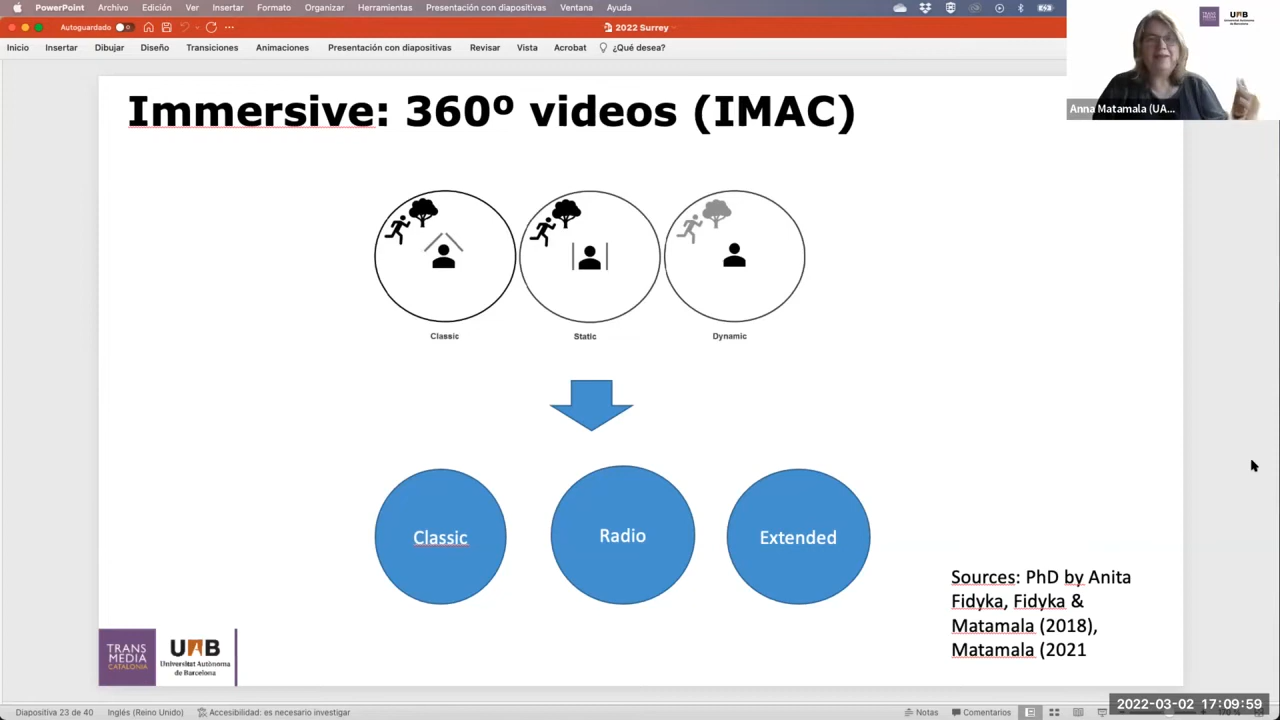 PowerPoint Archivo Edición Ver Insertar Formato Organizar Herramientas Presentación con diapositivas Ventana Ayuda
Autoguardado 2022 Surrey
Inicio Insertar Dibujar Diseño Transiciones Animaciones Presentación con diapositivas Revisar Vista Acrobat ¿Qué desea?
Anna Matamala (UA...
Immersive: 360º videos (IMAC)
Classic Static Dynamic
Classic Radio Extended
Sources: PhD by Anita
Fidyka, Fidyka &
Matamala (2018),
Matamala (2021
TRANS
MEDIA
CATALONIA
UAB
Universitat Autònoma
de Barcelona
Diapositiva 23 de 40 Inglés (Reino Unido) Accesibilidad: es necesario investigar Notas Comentarios
2022-03-02 17:09:59